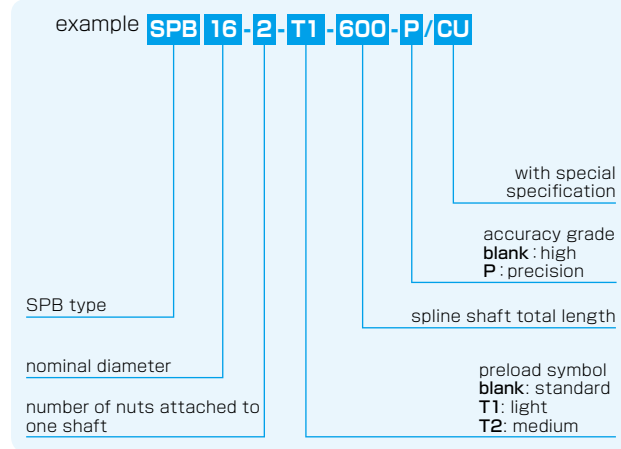 example SPB 16 - 2 - T1 - 600 - P / CU
with special
specification
accuracy grade
blank : high
P : precision
SPB type
spline shaft total length
nominal diameter
preload symbol
blank: standard
T1: light
T2: medium
number of nuts attached to
one shaft